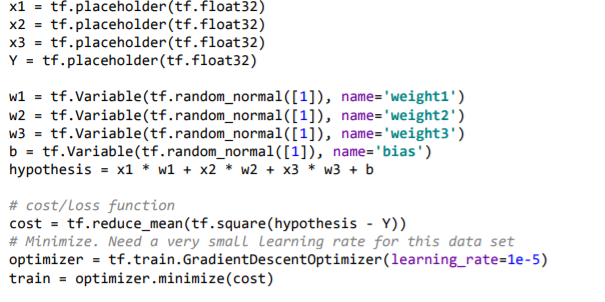 x1 = tf.placeholder(tf.float32)
x2 = tf.placeholder(tf.float32)
x3 = tf.placeholder(tf.float32)
Y = tf.placeholder(tf.float32)
w1 = tf.Variable(tf.random_normal([1]), name='weight1')
w2 = tf.Variable(tf.random_normal([1]), name='weight2')
w3 = tf.Variable(tf.random_normal([1]), name='weight3')
b = tf.Variable(tf.random_normal([1]), name='bias')
hypothesis = x1 * w1 + x2 * w2 + x3 * w3 + b
# cost/loss function
cost = tf.reduce_mean(tf.square(hypothesis - Y))
# Minimize. Need a very small learning rate for this data set
optimizer = tf.train.GradientDescentOptimizer(learning_rate=1e-5)
train = optimizer.minimize(cost)